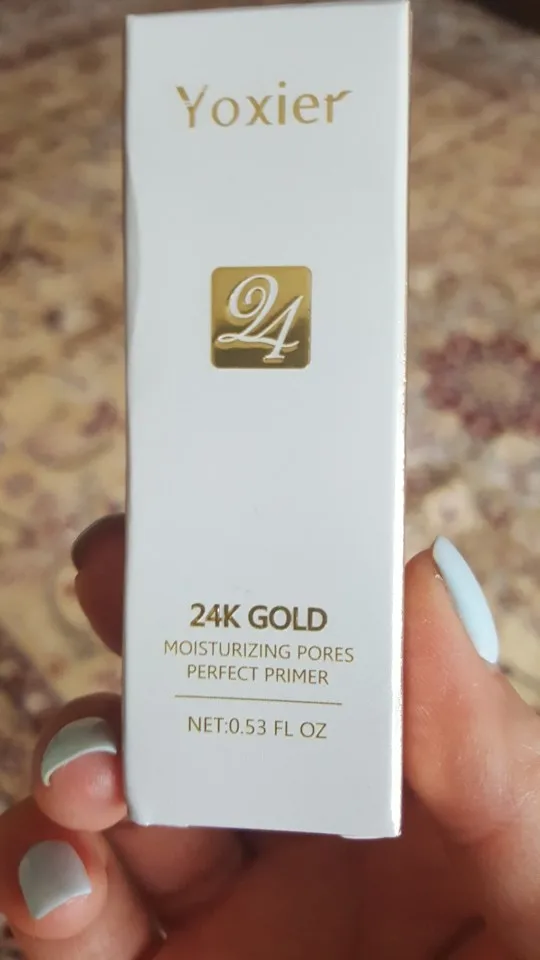 Yoxier
24
24K GOLD
MOISTURIZING PORES
PERFECT PRIMER
NET:0.53 FL OZ